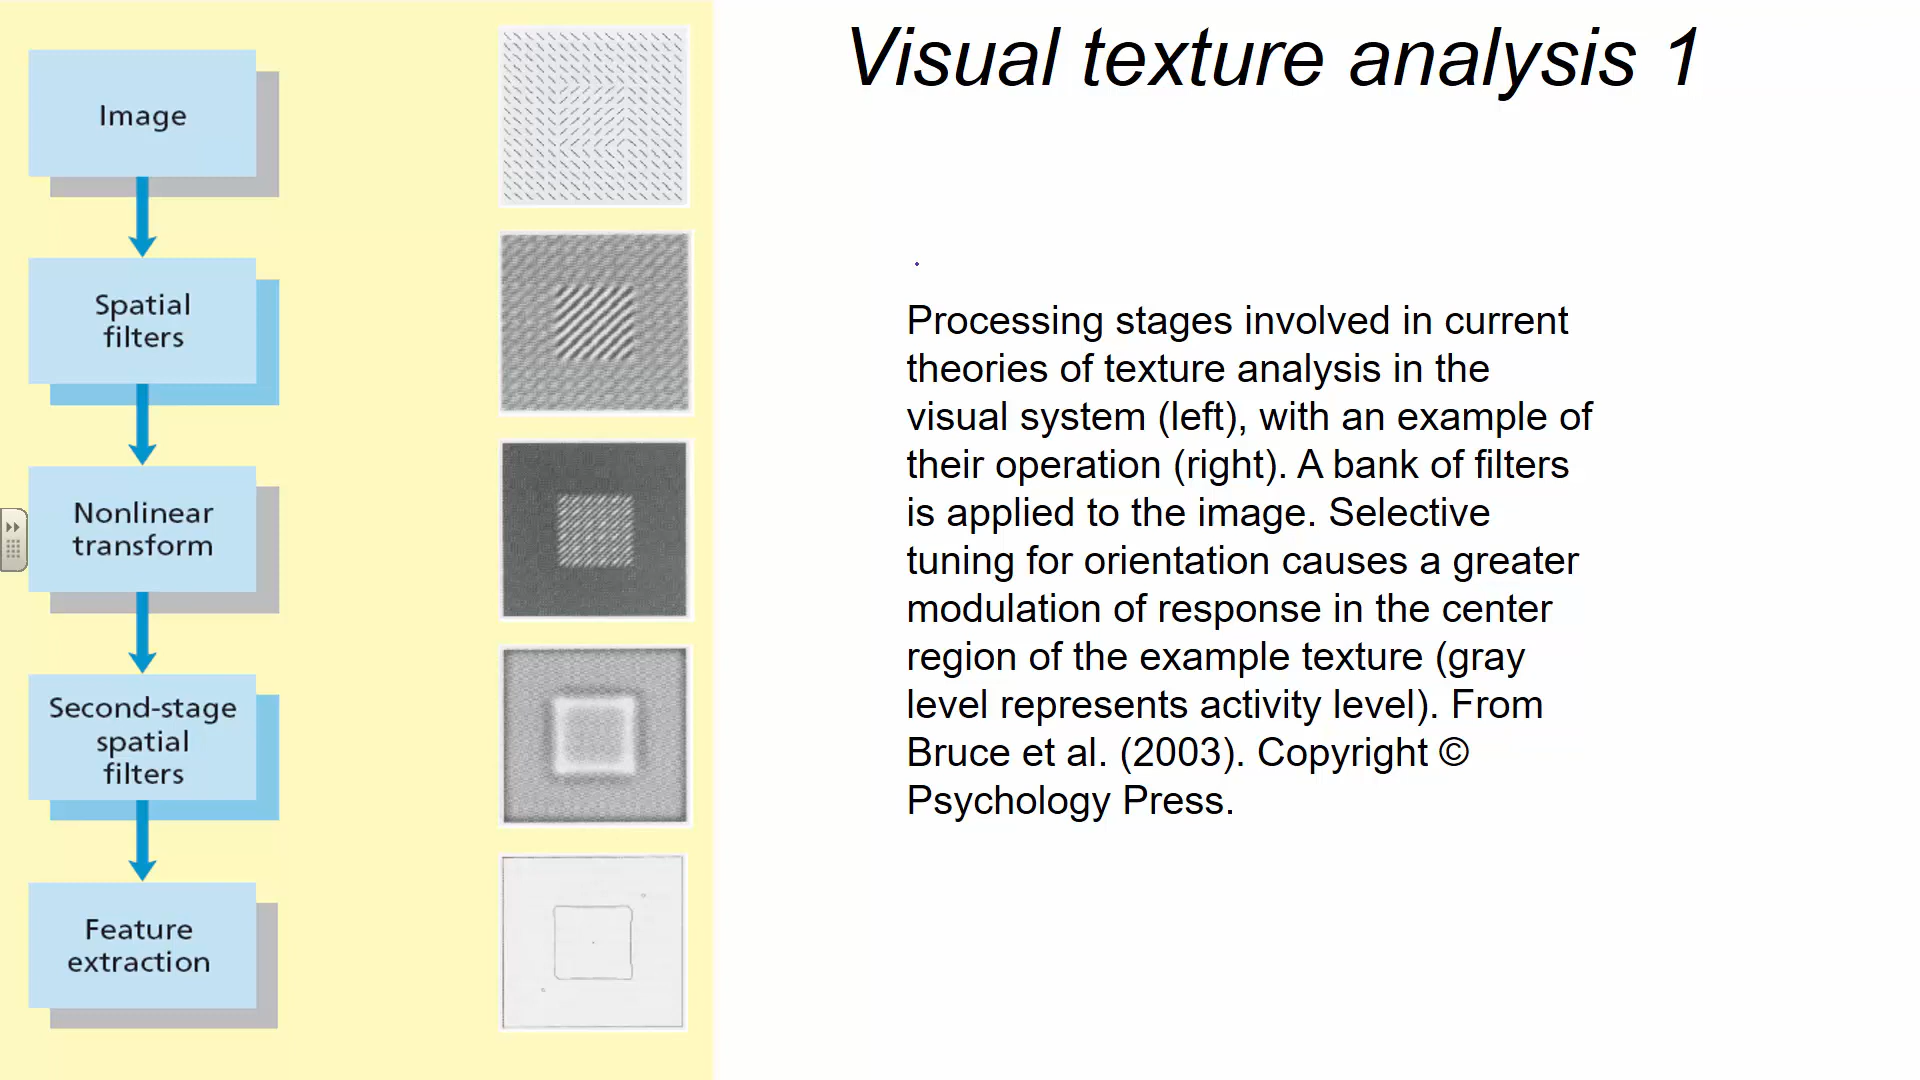 Visual texture analysis 1
Image
Spatial
filters
Nonlinear
transform
Second-stage
spatial
filters
Feature
extraction
Processing stages involved in current
theories of texture analysis in the
visual system (left), with an example of
their operation (right). A bank of filters
is applied to the image. Selective
tuning for orientation causes a greater
modulation of response in the center
region of the example texture (gray
level represents activity level). From
Bruce et al. (2003). Copyright ©
Psychology Press.